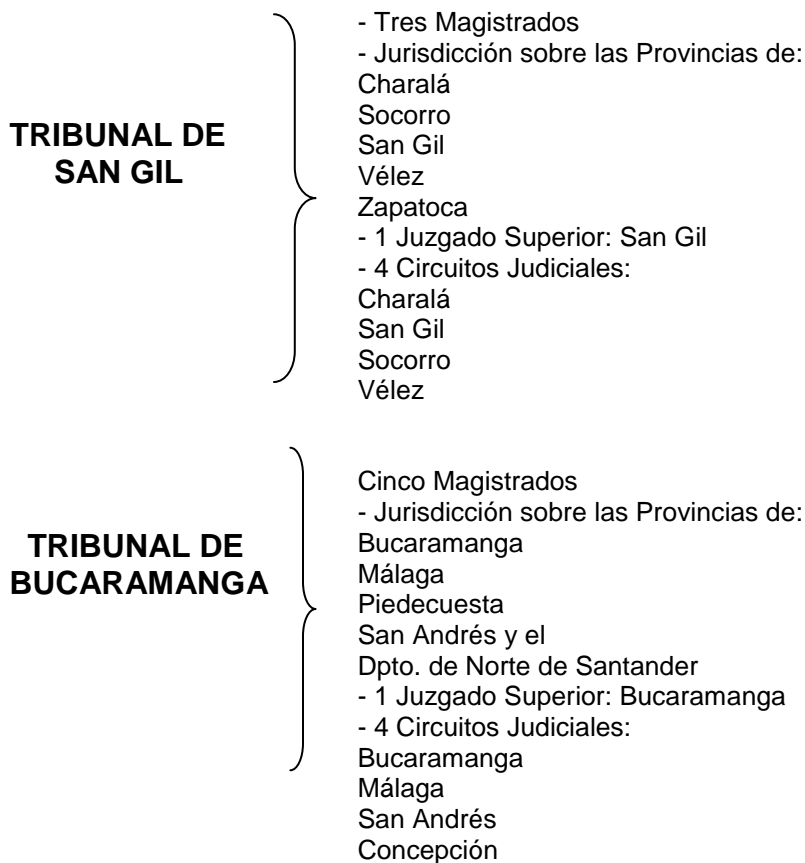 TRIBUNAL DE
SAN GIL
- Tres Magistrados
- Jurisdicción sobre las Provincias de:
Charalá
Socorro
San Gil
Vélez
Zapatoca
- 1 Juzgado Superior: San Gil
- 4 Circuitos Judiciales:
Charalá
San Gil
Socorro
Vélez
TRIBUNAL DE
BUCARAMANGA
Cinco Magistrados
- Jurisdicción sobre las Provincias de:
Bucaramanga
Málaga
Piedecuesta
San Andrés y el
Dpto. de Norte de Santander
- 1 Juzgado Superior: Bucaramanga
- 4 Circuitos Judiciales:
Bucaramanga
Málaga
San Andrés
Concepción